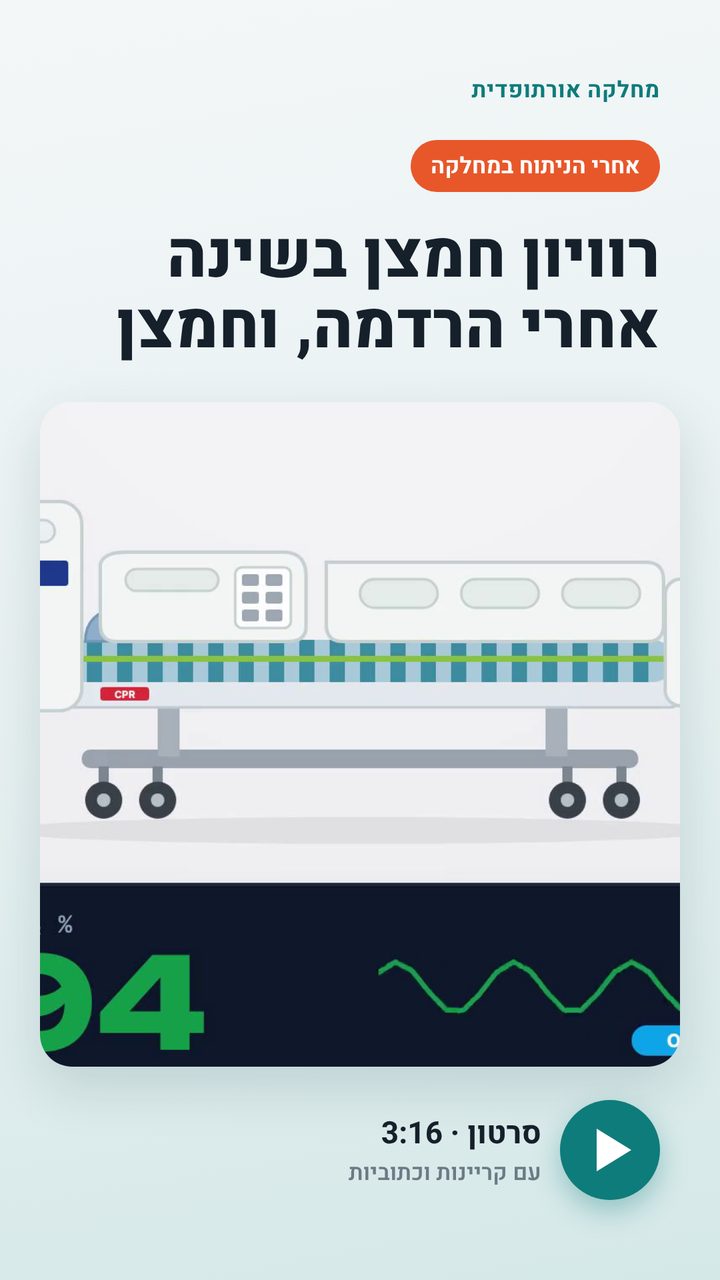 מחלקה אורתופדית
אחרי הניתוח במחלקה
רוויון חמצן בשינה
אחרי הרדמה, וחמצן
CPR
%
94
סרטון · 3:16
עם קריינות וכתוביות